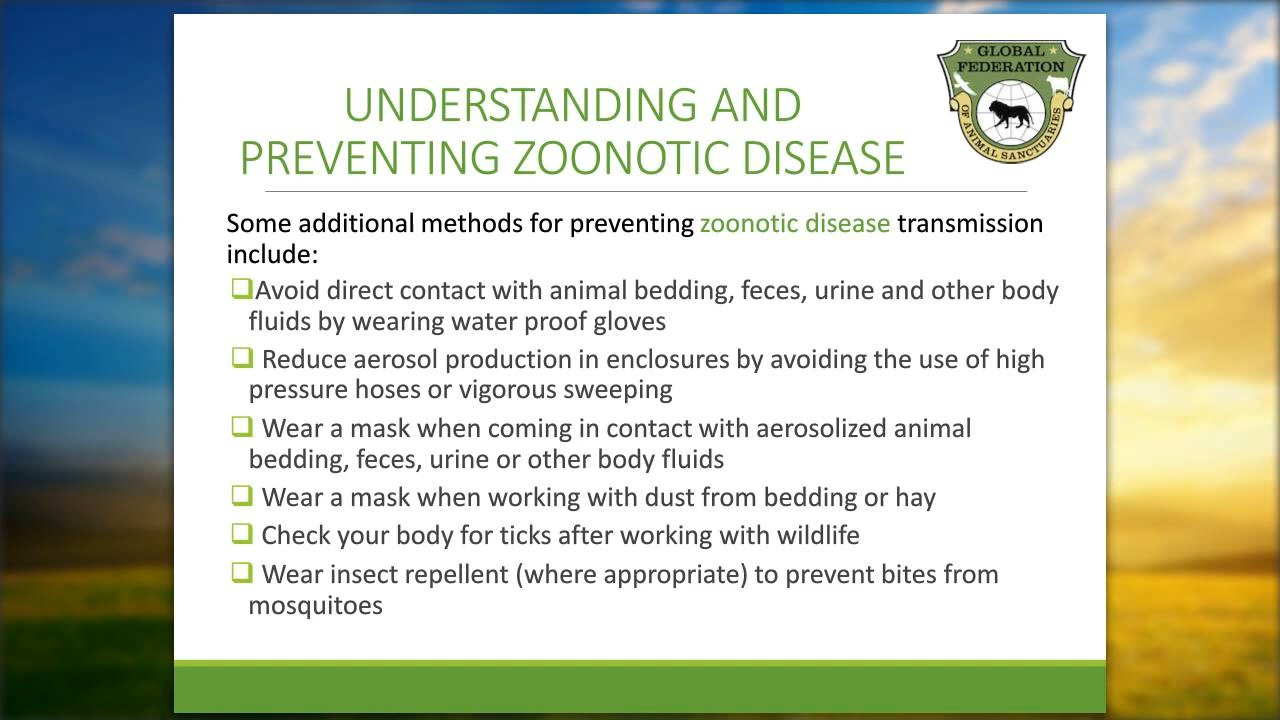 GLOBAL
FEDERATION
OF ANIMAL SANCTUARIES
UNDERSTANDING AND
PREVENTING ZOONOTIC DISEASE
Some additional methods for preventing zoonotic disease transmission
include:
Avoid direct contact with animal bedding, feces, urine and other body
fluids by wearing water proof gloves
Reduce aerosol production in enclosures by avoiding the use of high
pressure hoses or vigorous sweeping
Wear a mask when coming in contact with aerosolized animal
bedding, feces, urine or other body fluids
Wear a mask when working with dust from bedding or hay
Check your body for ticks after working with wildlife
Wear insect repellent (where appropriate) to prevent bites from
mosquitoes